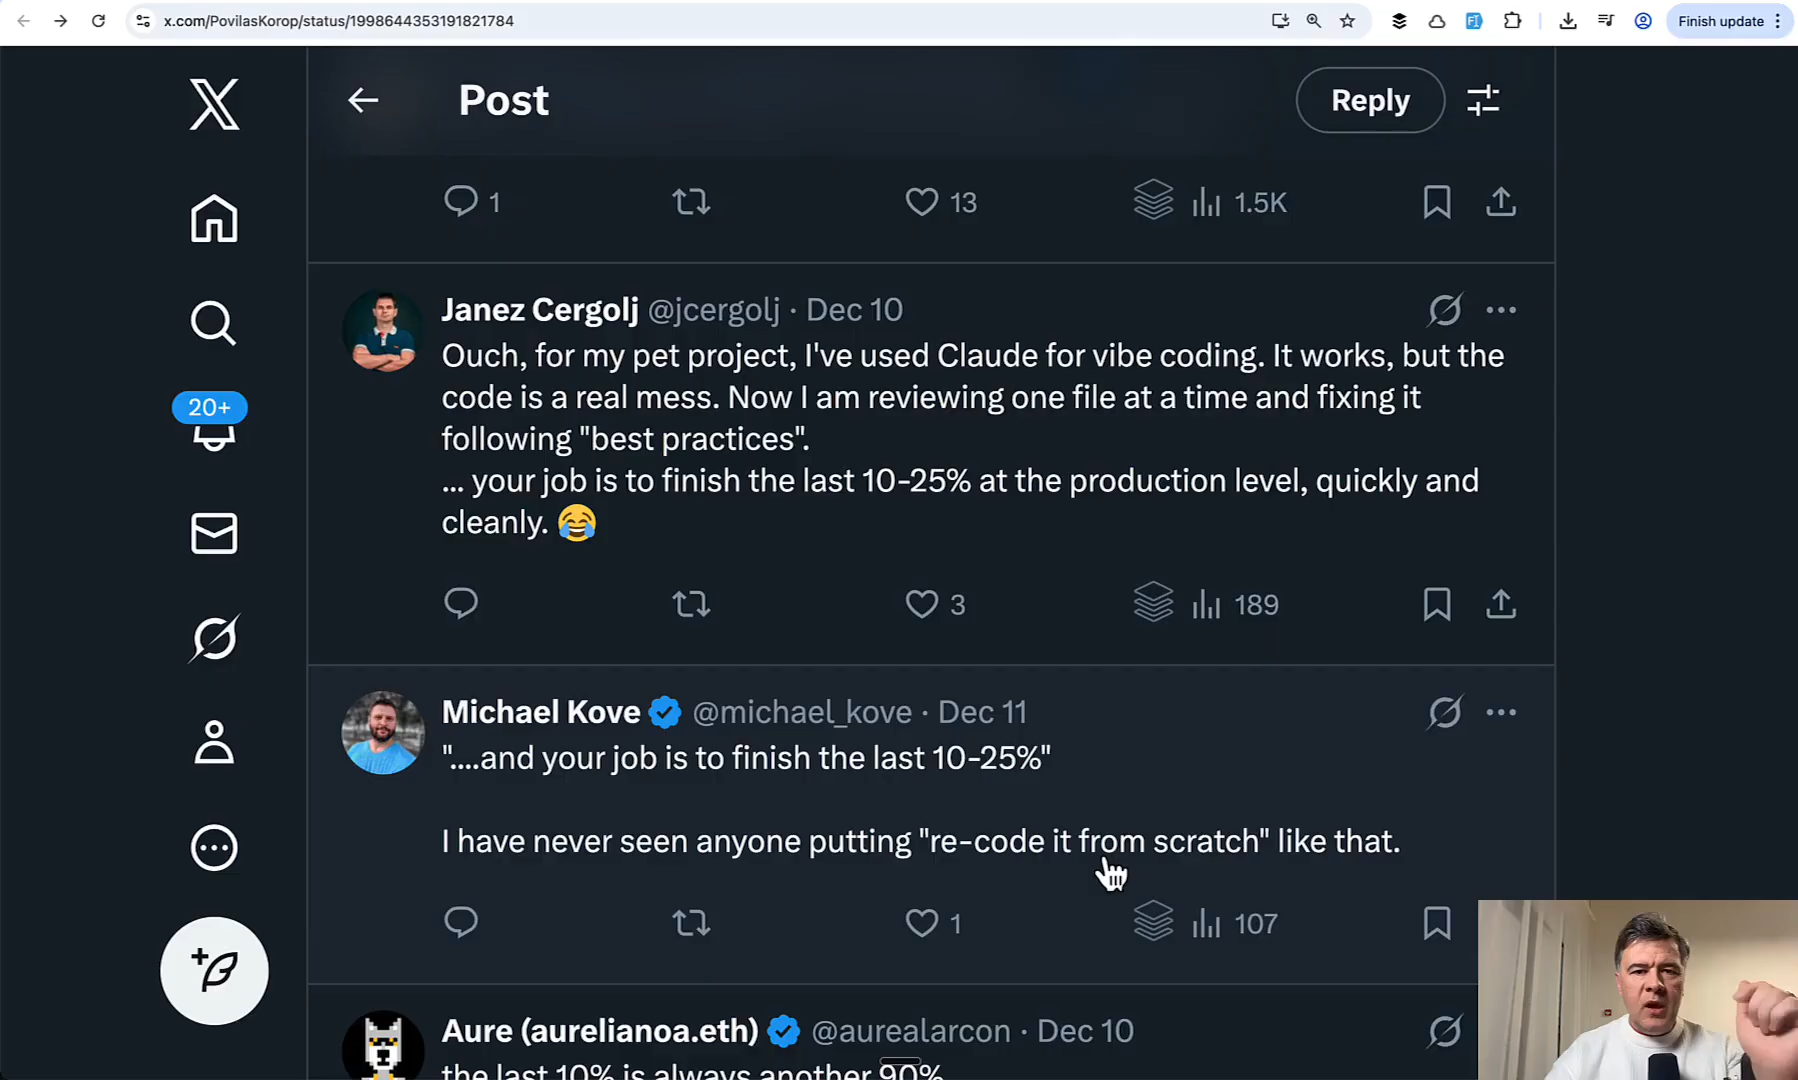 x.com/PovilasKorop/status/1998644353191821784
Finish update
Post
Reply
1
13
1.5K
20+
Janez Cergolj @jcergolj · Dec 10
Ouch, for my pet project, I've used Claude for vibe coding. It works, but the
code is a real mess. Now I am reviewing one file at a time and fixing it
following "best practices".
... your job is to finish the last 10-25% at the production level, quickly and
cleanly. 😂
3
189
Michael Kove @michael_kove · Dec 11
"....and your job is to finish the last 10-25%"
I have never seen anyone putting "re-code it from scratch" like that.
1
107
Aure (aurelianoa.eth) @aurealarcon · Dec 10
the last 10% is always another 90%